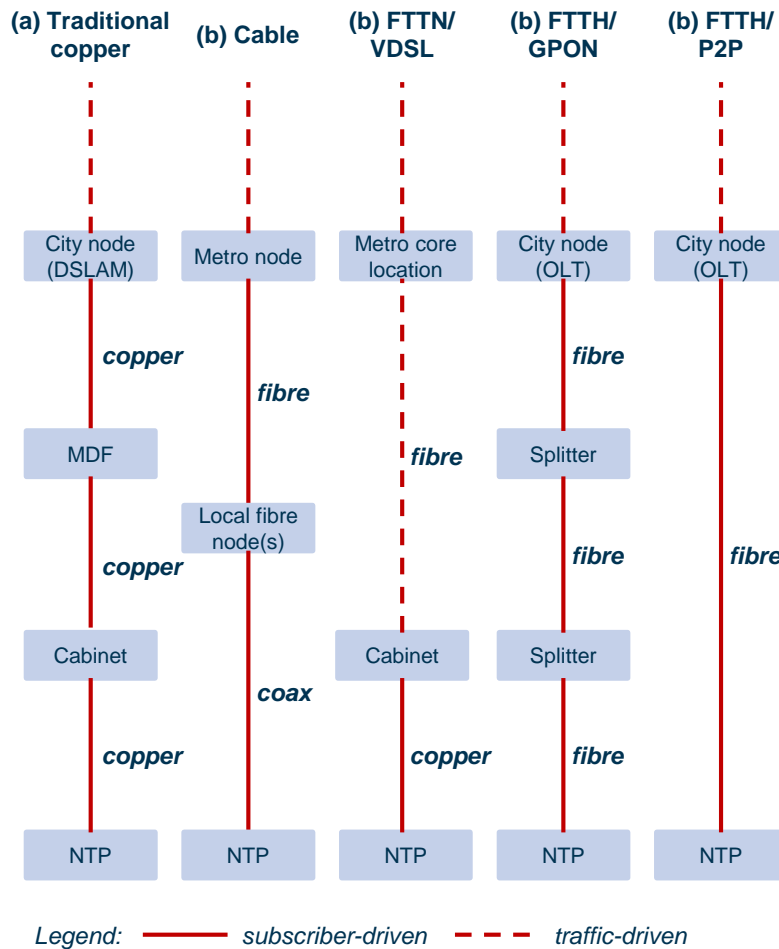 (a) Traditional
copper
(b) Cable
(b) FTTN/
VDSL
(b) FTTH/
GPON
(b) FTTH/
P2P
City node
(DSLAM)
Metro node
Metro core
location
City node
(OLT)
City node
(OLT)
copper
fibre
fibre
MDF
fibre
Splitter
Local fibre
node(s)
copper
fibre
fibre
Cabinet
Cabinet
Splitter
coax
copper
copper
fibre
NTP
NTP
NTP
NTP
NTP
Legend: subscriber-driven traffic-driven